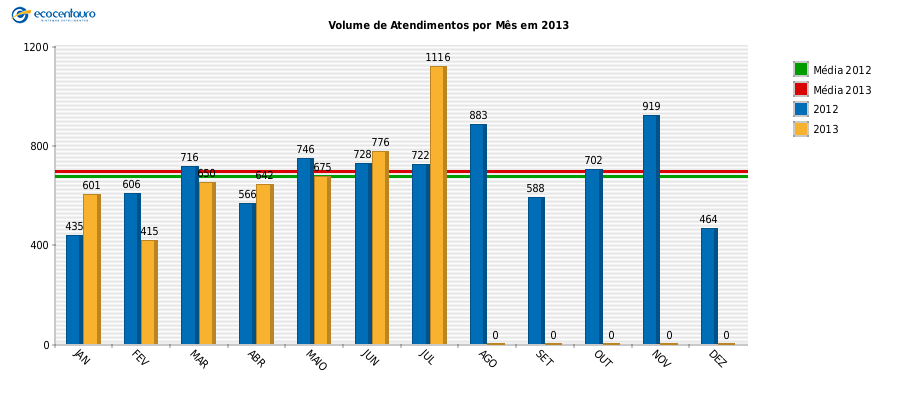 ecocentauro
Volume de Atendimentos por Mês em 2013
1200
800
400
0
435
601
606
415
716
650
566
642
746
675
728
776
722
1116
883
0
588
0
702
0
919
0
464
0
JAN
FEV
MAR
ABR
MAIO
JUN
JUL
AGO
SET
OUT
NOV
DEZ
Média 2012
Média 2013
2012
2013